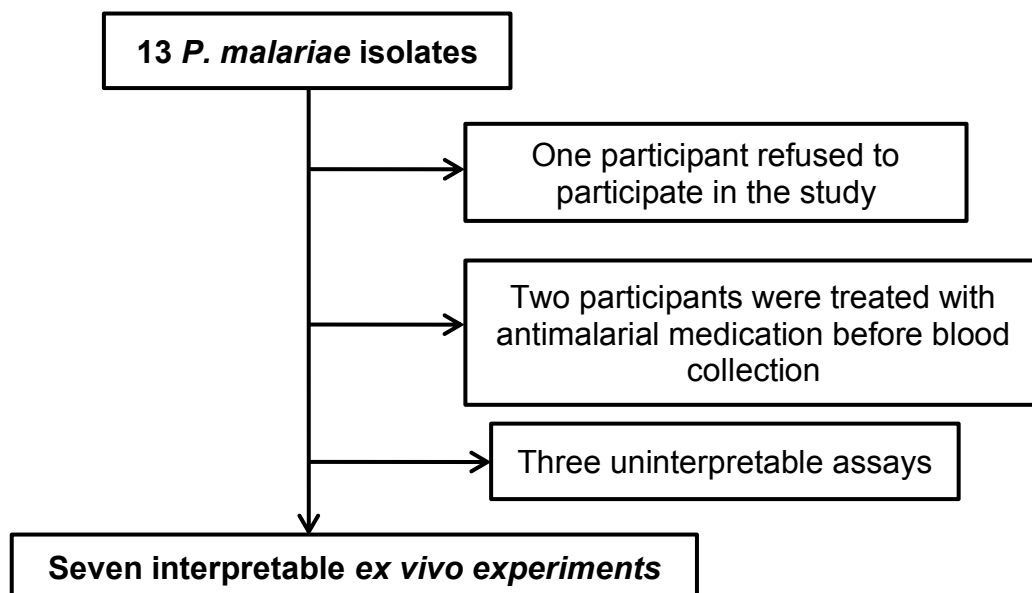 13 P. malariae isolates
One participant refused to
participate in the study
Two participants were treated with
antimalarial medication before blood
collection
Three uninterpretable assays
Seven interpretable ex vivo experiments